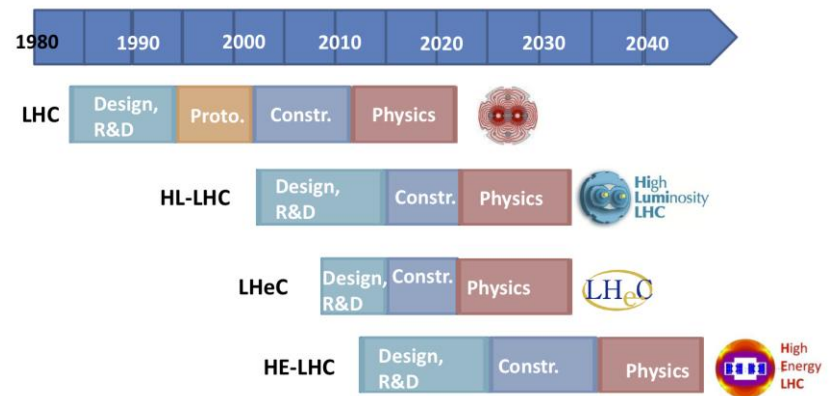 1980 1990 2000 2010 2020 2030 2040
LHC Design, R&D Proto. Constr. Physics
HL-LHC Design, R&D Constr. Physics High Luminosity LHC
LHeC Design, R&D Constr. Physics LHeC
HE-LHC Design, R&D Constr. Physics High Energy LHC